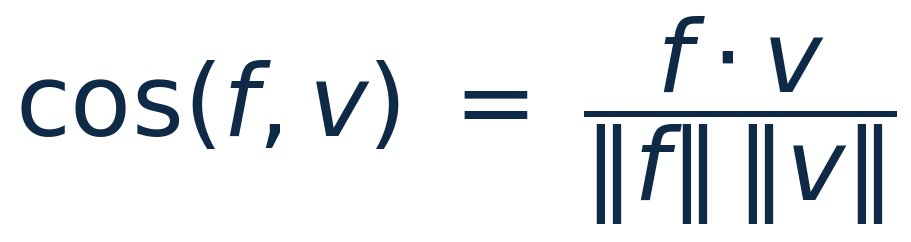 cos(f, v) = f · v / ‖f‖ ‖v‖